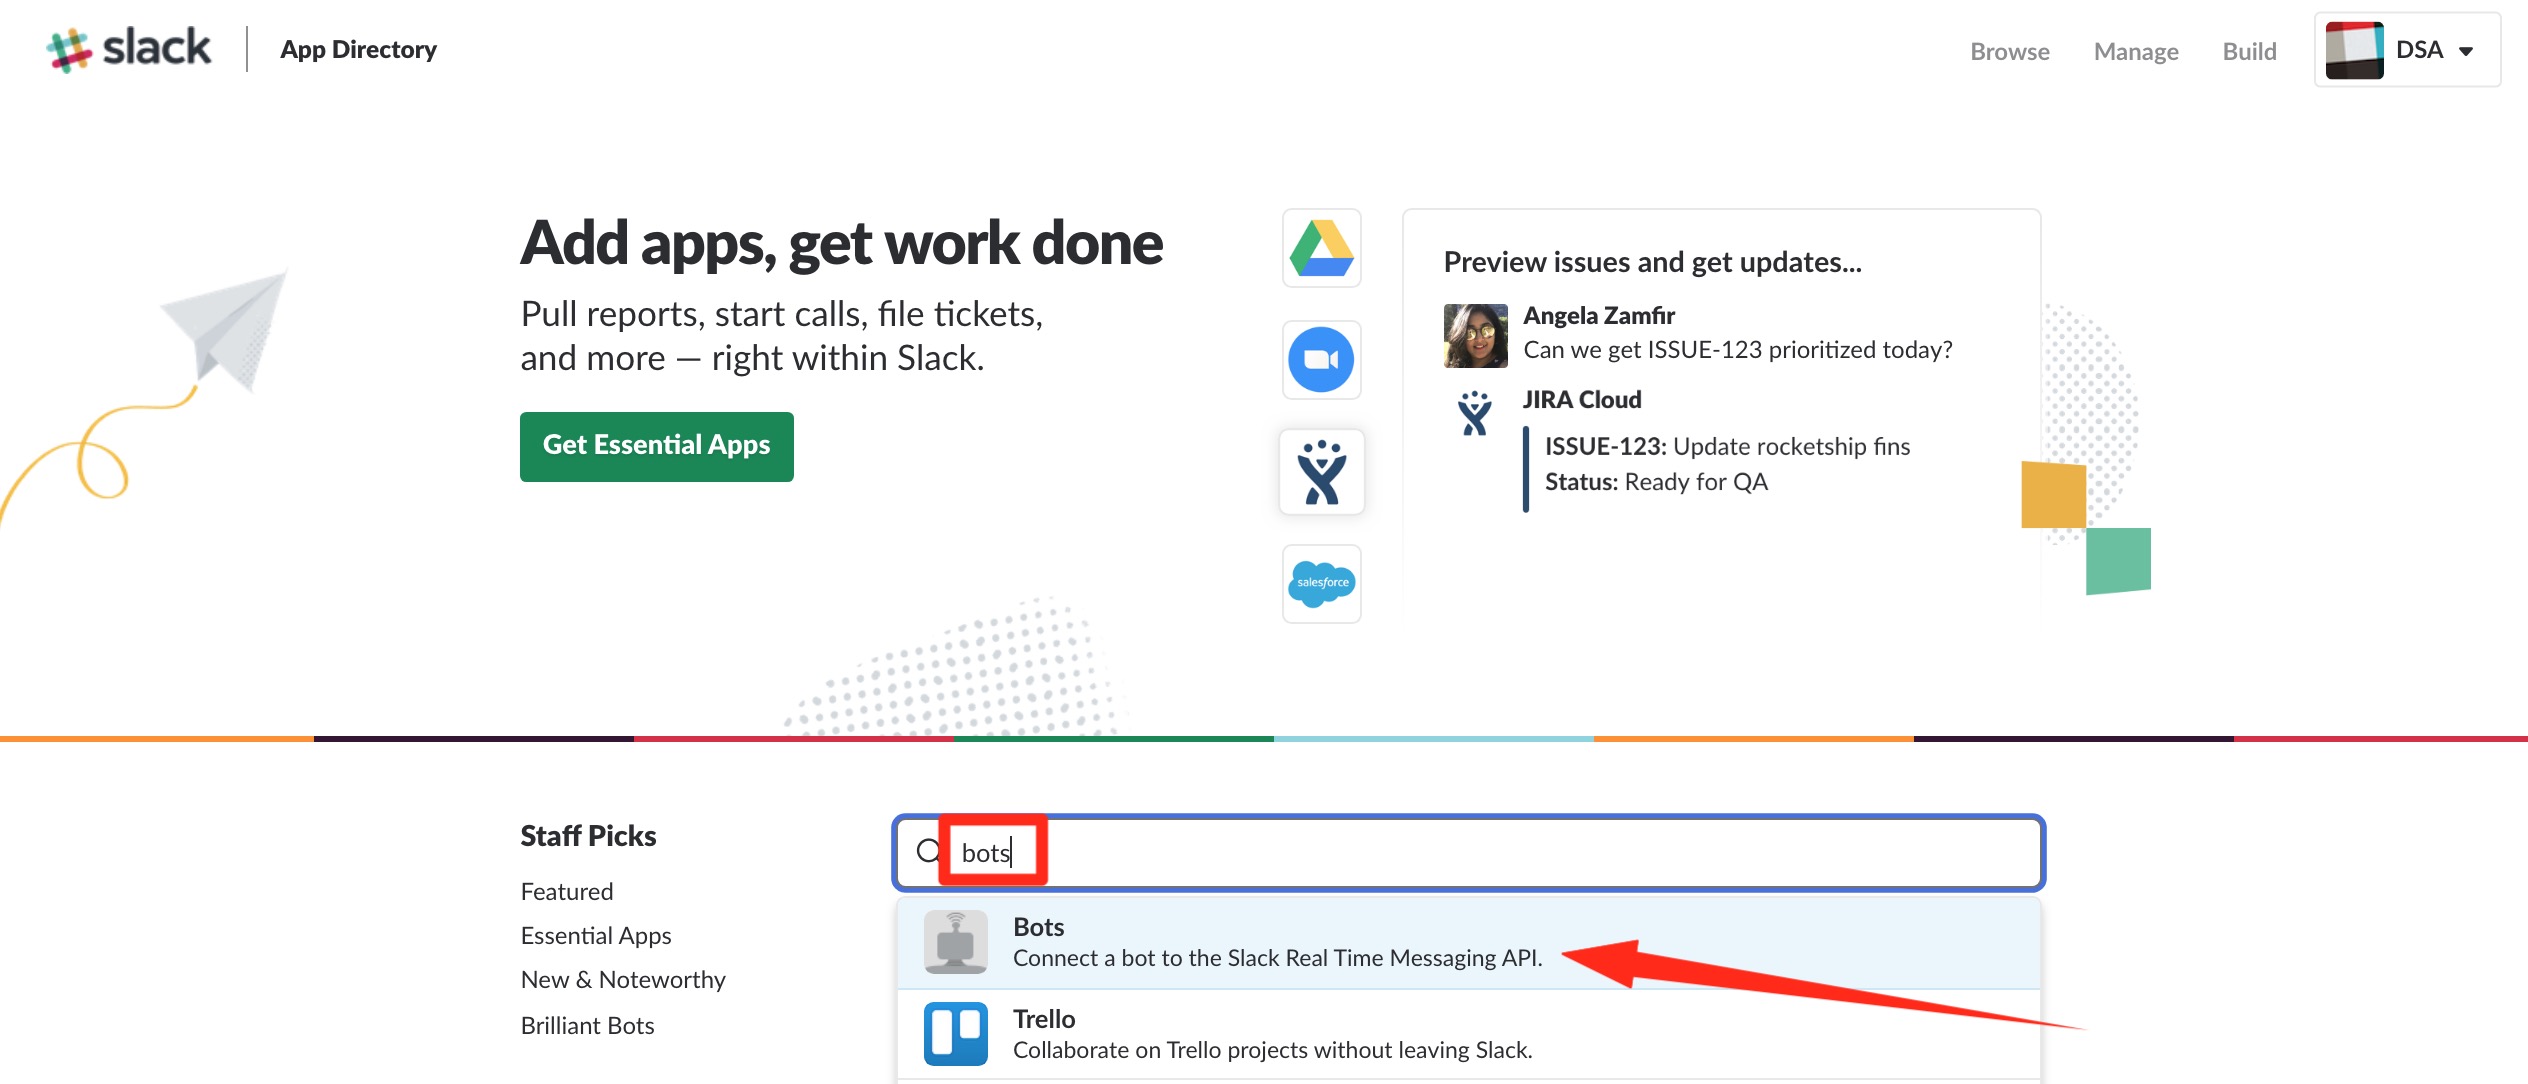 slack
App Directory
Browse
Manage
Build
DSA
Add apps, get work done
Pull reports, start calls, file tickets,
and more — right within Slack.
Get Essential Apps
salesforce
Preview issues and get updates...
Angela Zamfir
Can we get ISSUE-123 prioritized today?
JIRA Cloud
ISSUE-123: Update rocketship fins
Status: Ready for QA
Staff Picks
Featured
Essential Apps
New & Noteworthy
Brilliant Bots
bots
Bots
Connect a bot to the Slack Real Time Messaging API.
Trello
Collaborate on Trello projects without leaving Slack.